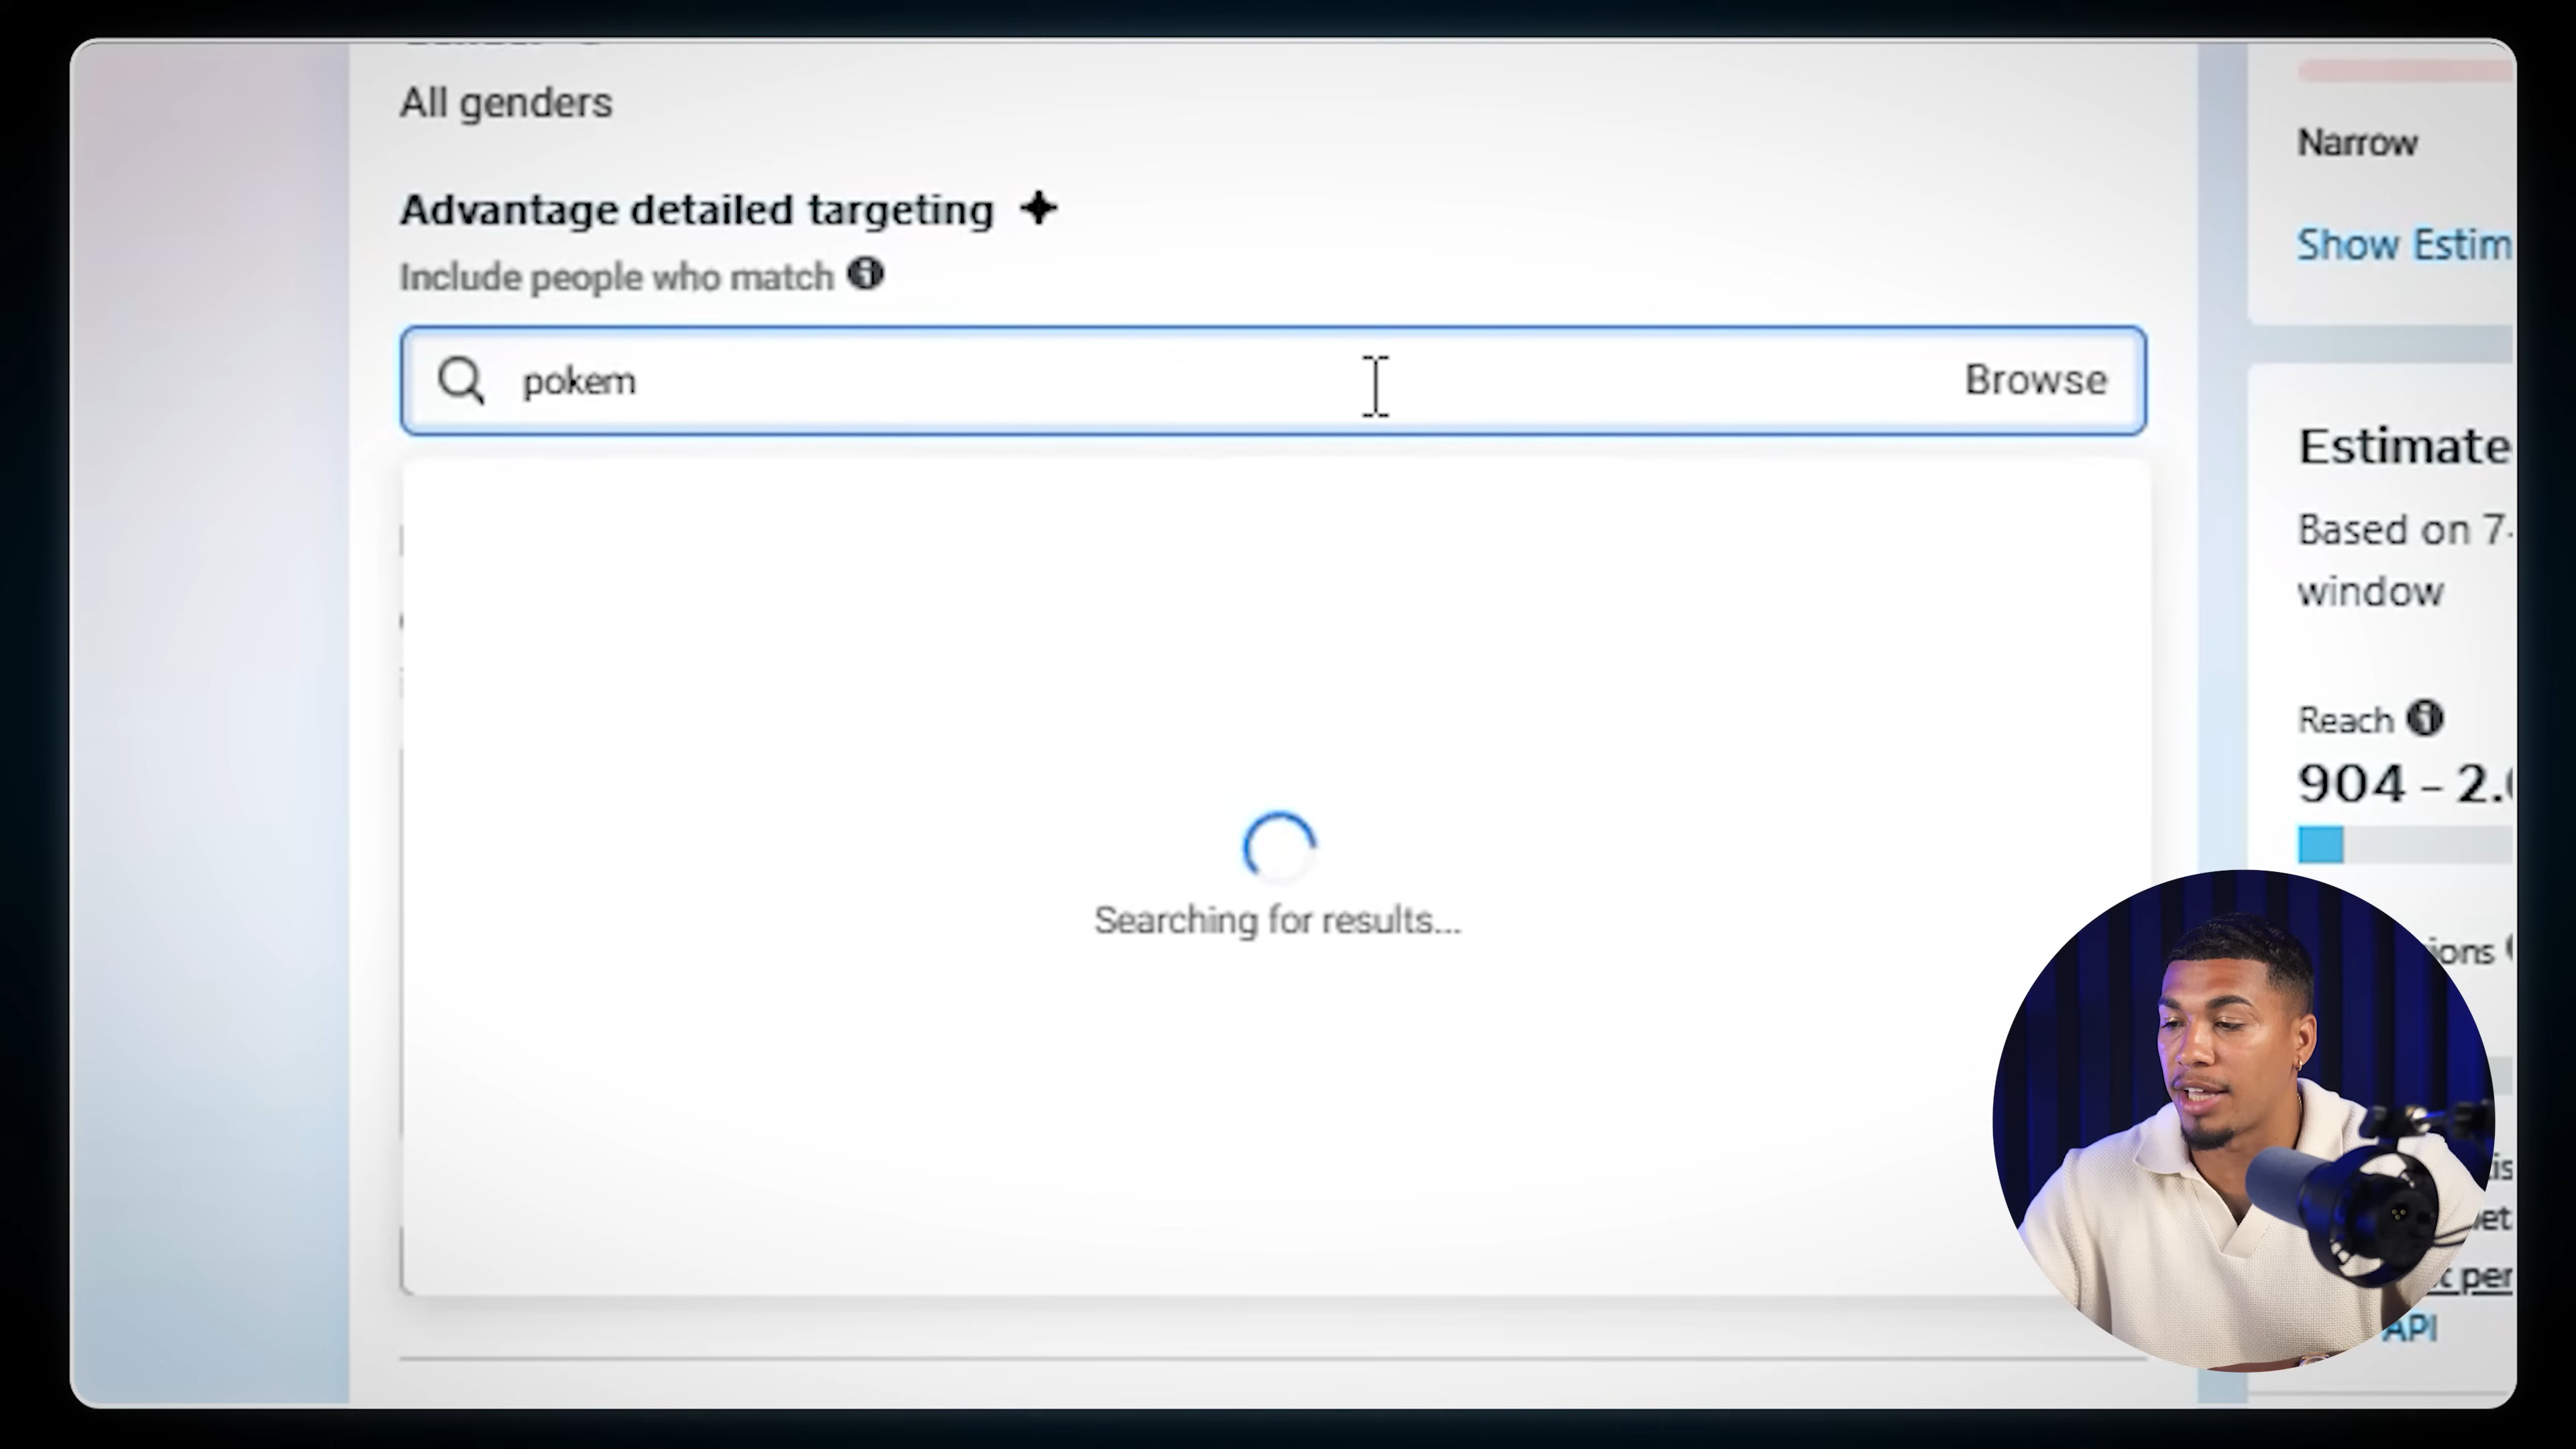 All genders
Advantage detailed targeting
Include people who match
pokem
Browse
Searching for results...
Narrow
Show Estim
Estimate
Based on 7-
window
Reach
904 – 2.
ions
API